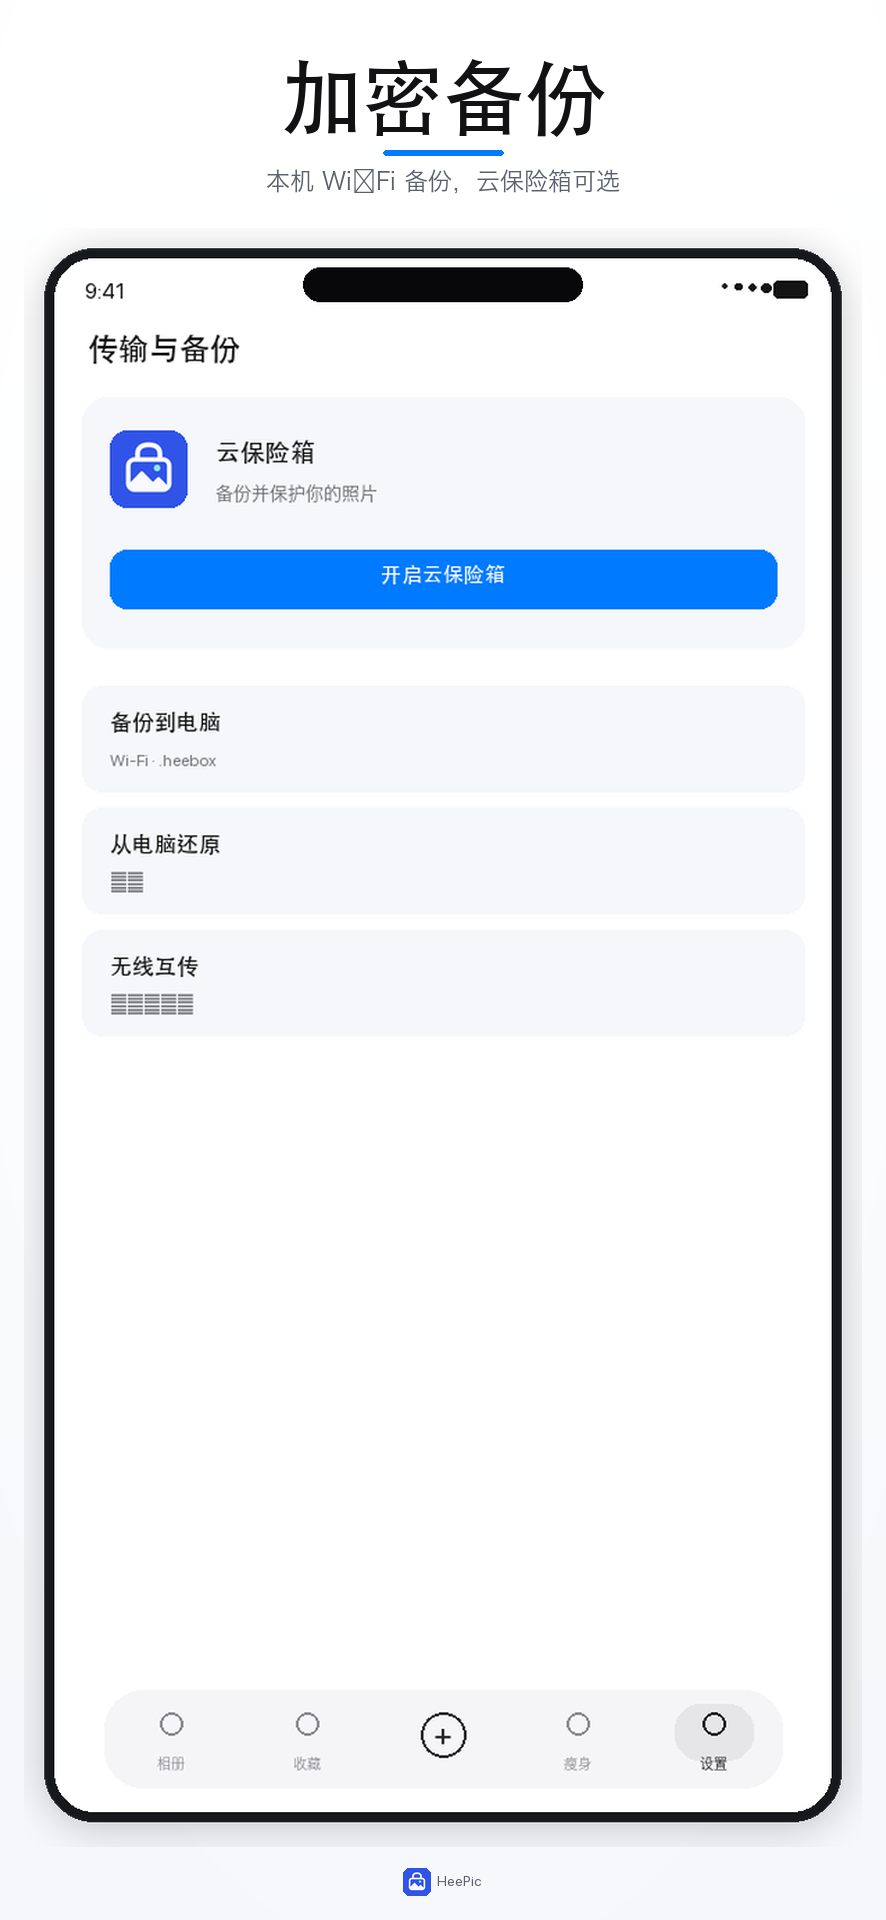 加密备份
本机 Wi☒Fi 备份，云保险箱可选
9:41
传输与备份
云保险箱
备份并保护你的照片
开启云保险箱
备份到电脑
Wi-Fi · .heebox
从电脑还原
无线互传
相册
收藏
瘦身
设置
HeePic